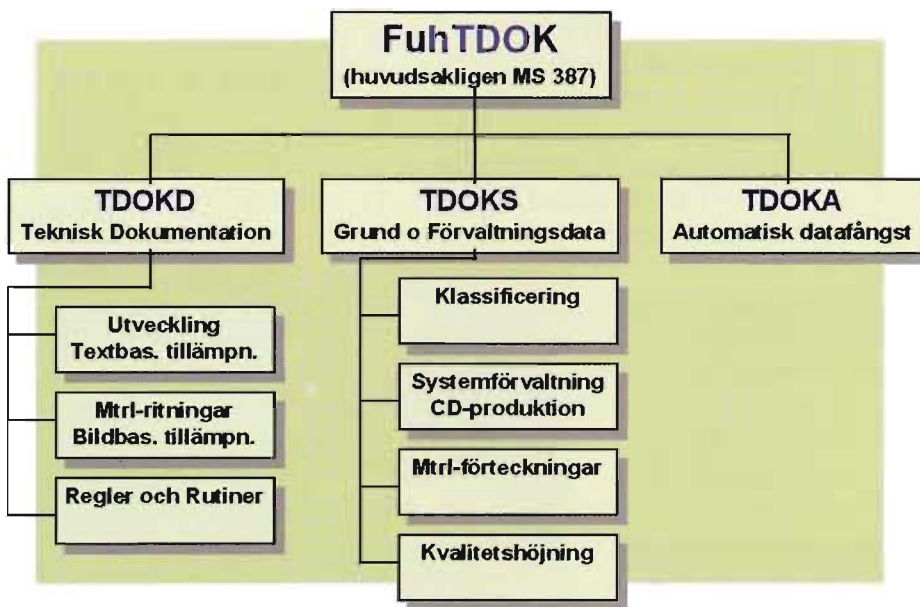 FuhTDOK
(huvudsakligen MS 387)
TDOKD
Teknisk Dokumentation
TDOKS
Grund o Förvaltningsdata
TDOKA
Automatisk datafångst
Utveckling
Textbas. tillämpn.
Mtrl-ritningar
Bildbas. tillämpn.
Regler och Rutiner
Klassificering
Systemförvaltning
CD-produktion
Mtrl-förteckningar
Kvalitetshöjning